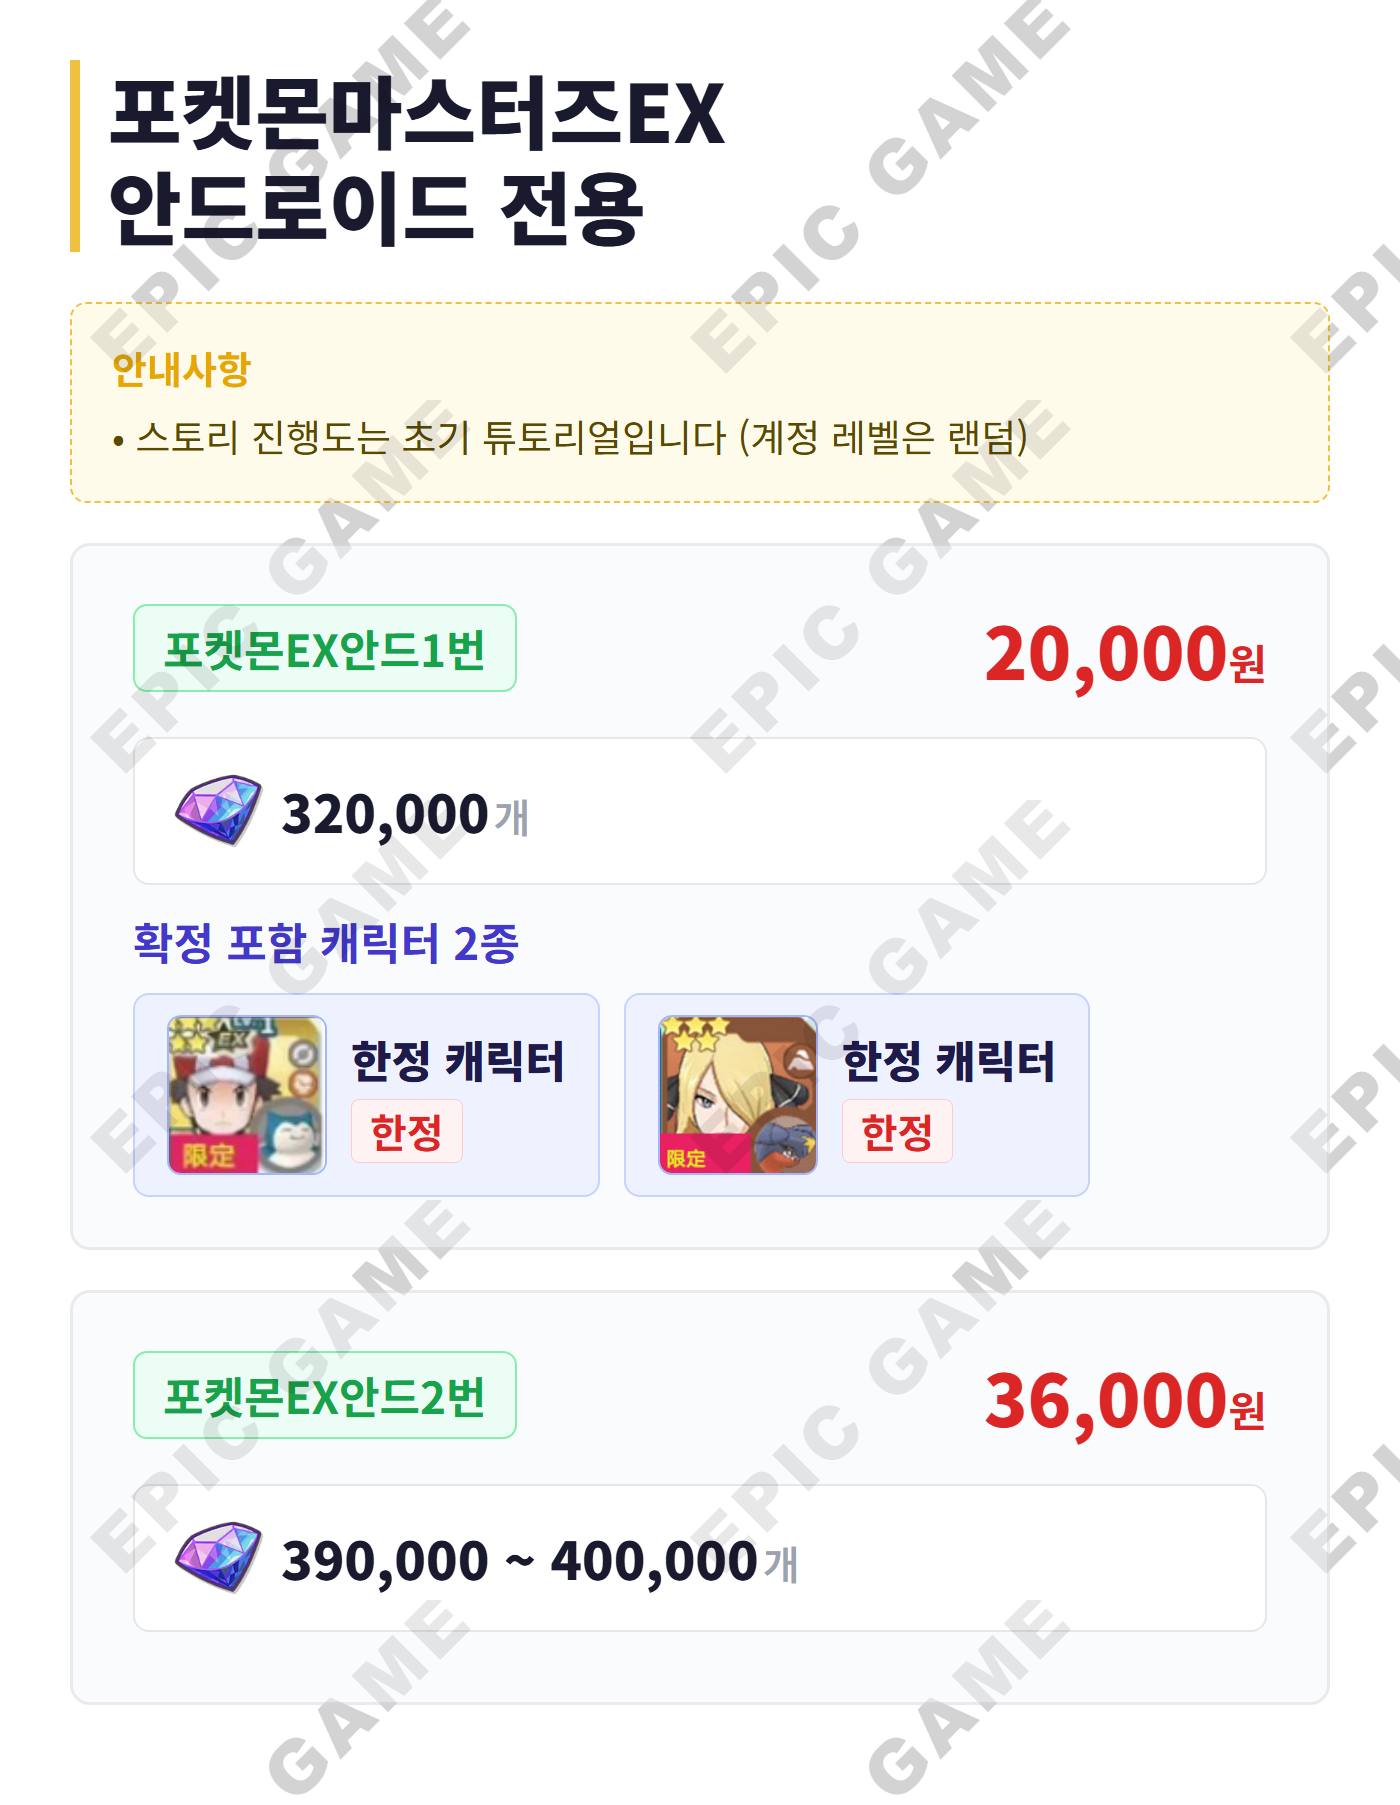 포켓몬마스터즈EX
안드로이드 전용
안내사항
• 스토리 진행도는 초기 튜토리얼입니다 (계정 레벨은 랜덤)
포켓몬EX안드1번
20,000원
320,000개
확정 포함 캐릭터 2종
EX
限定
한정 캐릭터
한정
限定
한정 캐릭터
한정
포켓몬EX안드2번
36,000원
390,000 ~ 400,000개
EPIC GAME